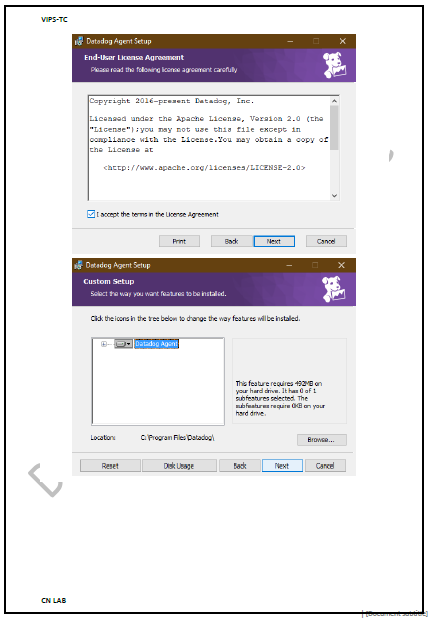 VIPS-TC
Datadog Agent Setup
End-User License Agreement
Please read the following license agreement carefully
Copyright 2016-present Datadog, Inc.
Licensed under the Apache License, Version 2.0 (the
"License");you may not use this file except in
compliance with the License.You may obtain a copy of
the License at
<http://www.apache.org/licenses/LICENSE-2.0>
I accept the terms in the License Agreement
Print Back Next Cancel
Datadog Agent Setup
Custom Setup
Select the way you want features to be installed.
Click the icons in the tree below to change the way features will be installed.
Datadog Agent
This feature requires 492MB on
your hard drive. It has 0 of 1
subfeatures selected. The
subfeatures require 0KB on your
hard drive.
Location: C:\Program Files\Datadog\
Browse...
Reset Disk Usage Back Next Cancel
CN LAB
[Document subtitle]